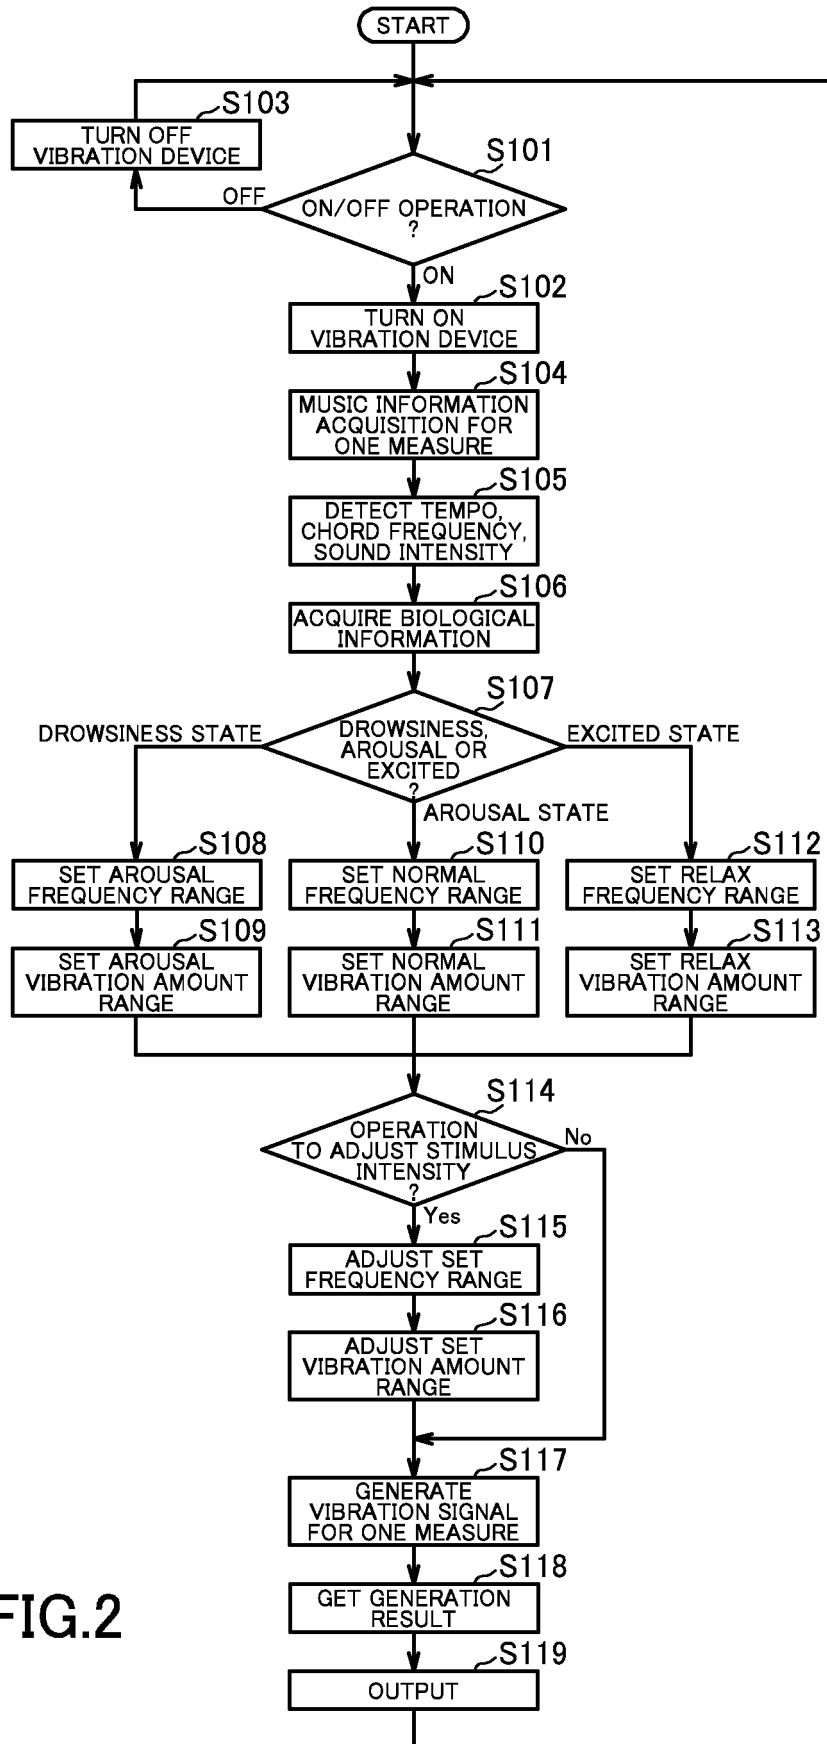 START
S103
TURN OFF
VIBRATION DEVICE
S101
OFF
ON/OFF OPERATION
?
ON
S102
TURN ON
VIBRATION DEVICE
S104
MUSIC INFORMATION
ACQUISITION FOR
ONE MEASURE
S105
DETECT TEMPO,
CHORD FREQUENCY,
SOUND INTENSITY
S106
ACQUIRE BIOLOGICAL
INFORMATION
S107
DROWSINESS STATE
DROWSINESS,
AROUSAL OR
EXCITED
?
EXCITED STATE
AROUSAL STATE
S108
SET AROUSAL
FREQUENCY RANGE
S110
SET NORMAL
FREQUENCY RANGE
S112
SET RELAX
FREQUENCY RANGE
S109
SET AROUSAL
VIBRATION AMOUNT
RANGE
S111
SET NORMAL
VIBRATION AMOUNT
RANGE
S113
SET RELAX
VIBRATION AMOUNT
RANGE
S114
OPERATION
TO ADJUST STIMULUS
INTENSITY
?
No
Yes
S115
ADJUST SET
FREQUENCY RANGE
S116
ADJUST SET
VIBRATION AMOUNT
RANGE
S117
GENERATE
VIBRATION SIGNAL
FOR ONE MEASURE
S118
GET GENERATION
RESULT
S119
OUTPUT
FIG.2